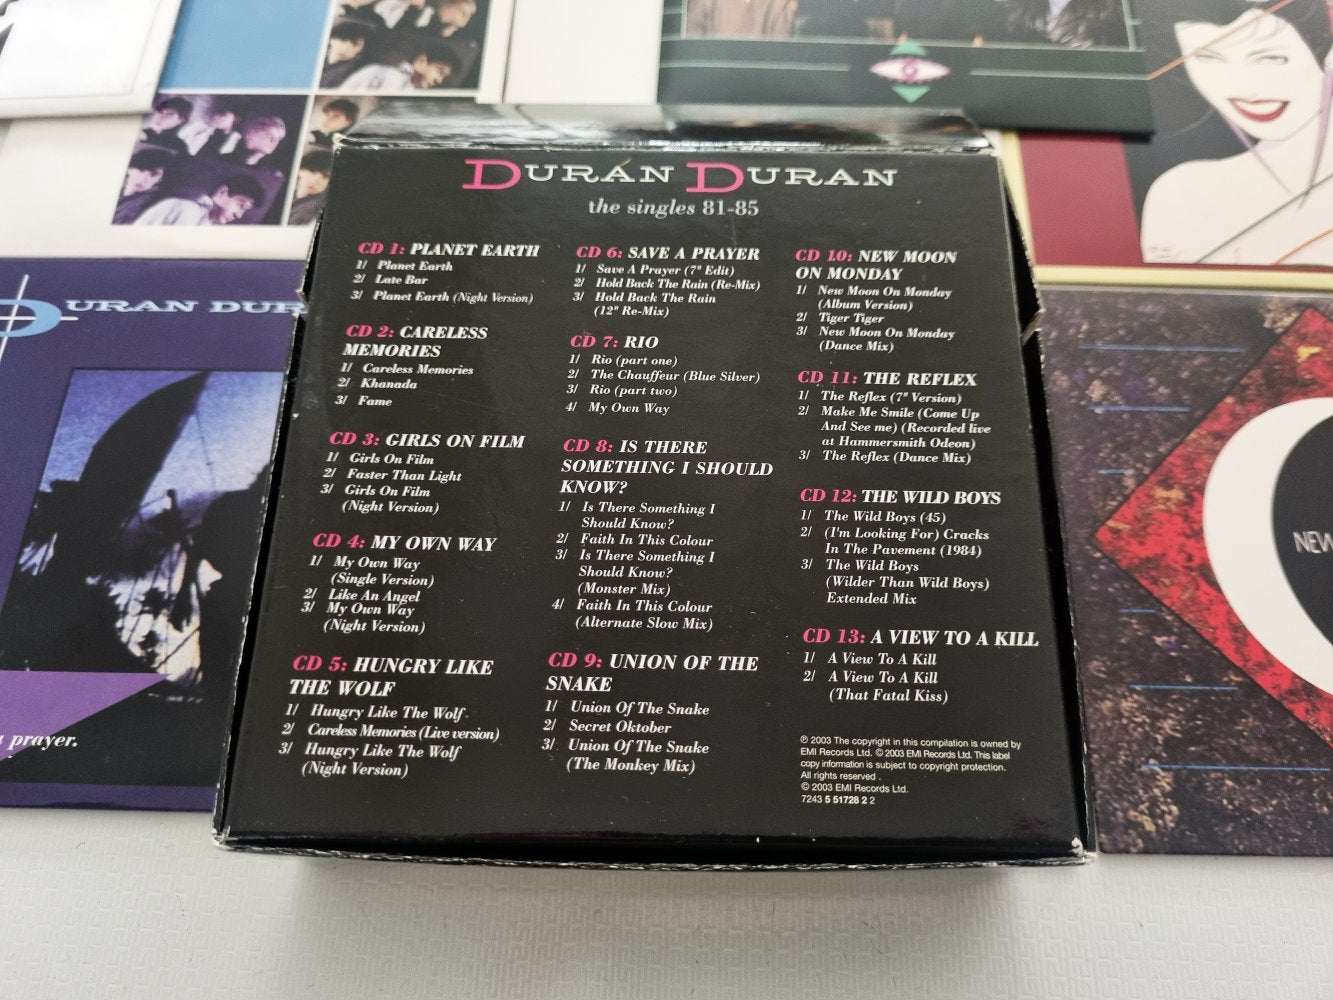 DURAN DURAN
the singles 81-85
CD 1: PLANET EARTH
1/ Planet Earth
2/ Late Bar
3/ Planet Earth (Night Version)
CD 2: CARELESS
MEMORIES
1/ Careless Memories
2/ Khanada
3/ Fame
CD 3: GIRLS ON FILM
1/ Girls On Film
2/ Faster Than Light
3/ Girls On Film
(Night Version)
CD 4: MY OWN WAY
1/ My Own Way
(Single Version)
2/ Like An Angel
3/ My Own Way
(Night Version)
CD 5: HUNGRY LIKE
THE WOLF
1/ Hungry Like The Wolf
2/ Careless Memories (Live version)
3/ Hungry Like The Wolf
(Night Version)
CD 6: SAVE A PRAYER
1/ Save A Prayer (7" Edit)
2/ Hold Back The Rain (Re-Mix)
3/ Hold Back The Rain
(12" Re-Mix)
CD 7: RIO
1/ Rio (part one)
2/ The Chauffeur (Blue Silver)
3/ Rio (part two)
4/ My Own Way
CD 8: IS THERE
SOMETHING I SHOULD
KNOW?
1/ Is There Something I
Should Know?
2/ Faith In This Colour
3/ Is There Something I
Should Know?
(Monster Mix)
4/ Faith In This Colour
(Alternate Slow Mix)
CD 9: UNION OF THE
SNAKE
1/ Union Of The Snake
2/ Secret Oktober
3/ Union Of The Snake
(The Monkey Mix)
CD 10: NEW MOON
ON MONDAY
1/ New Moon On Monday
(Album Version)
2/ Tiger Tiger
3/ New Moon On Monday
(Dance Mix)
CD 11: THE REFLEX
1/ The Reflex (7" Version)
2/ Make Me Smile (Come Up
And See me) (Recorded live
at Hammersmith Odeon)
3/ The Reflex (Dance Mix)
CD 12: THE WILD BOYS
1/ The Wild Boys (45)
2/ (I'm Looking For) Cracks
In The Pavement (1984)
3/ The Wild Boys
(Wilder Than Wild Boys)
Extended Mix
CD 13: A VIEW TO A KILL
1/ A View To A Kill
2/ A View To A Kill
(That Fatal Kiss)
℗ 2003 The copyright in this compilation is owned by
EMI Records Ltd. © 2003 EMI Records Ltd. This label
copy information is subject to copyright protection.
All rights reserved .
© 2003 EMI Records Ltd.
7243 5 51728 2 2
DURAN DUR
prayer.
NEW